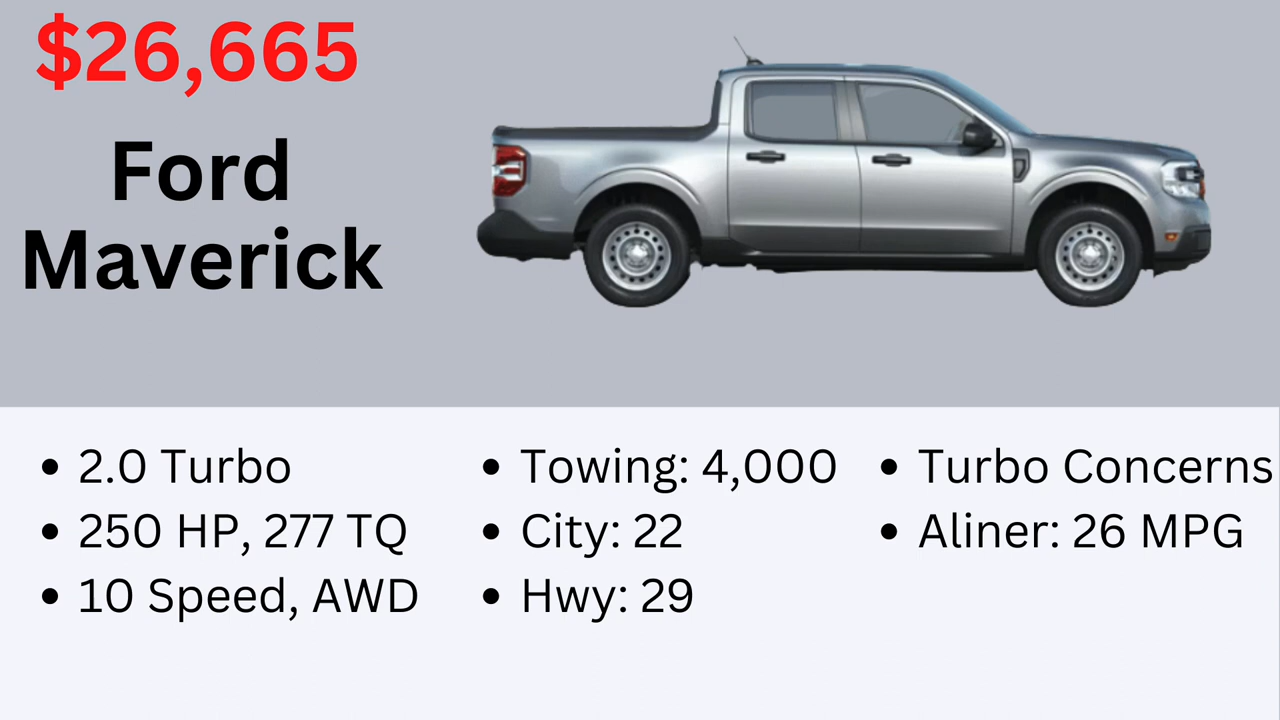 $26,665
Ford
Maverick
• 2.0 Turbo
• 250 HP, 277 TQ
• 10 Speed, AWD
• Towing: 4,000
• City: 22
• Hwy: 29
• Turbo Concerns
• Aliner: 26 MPG